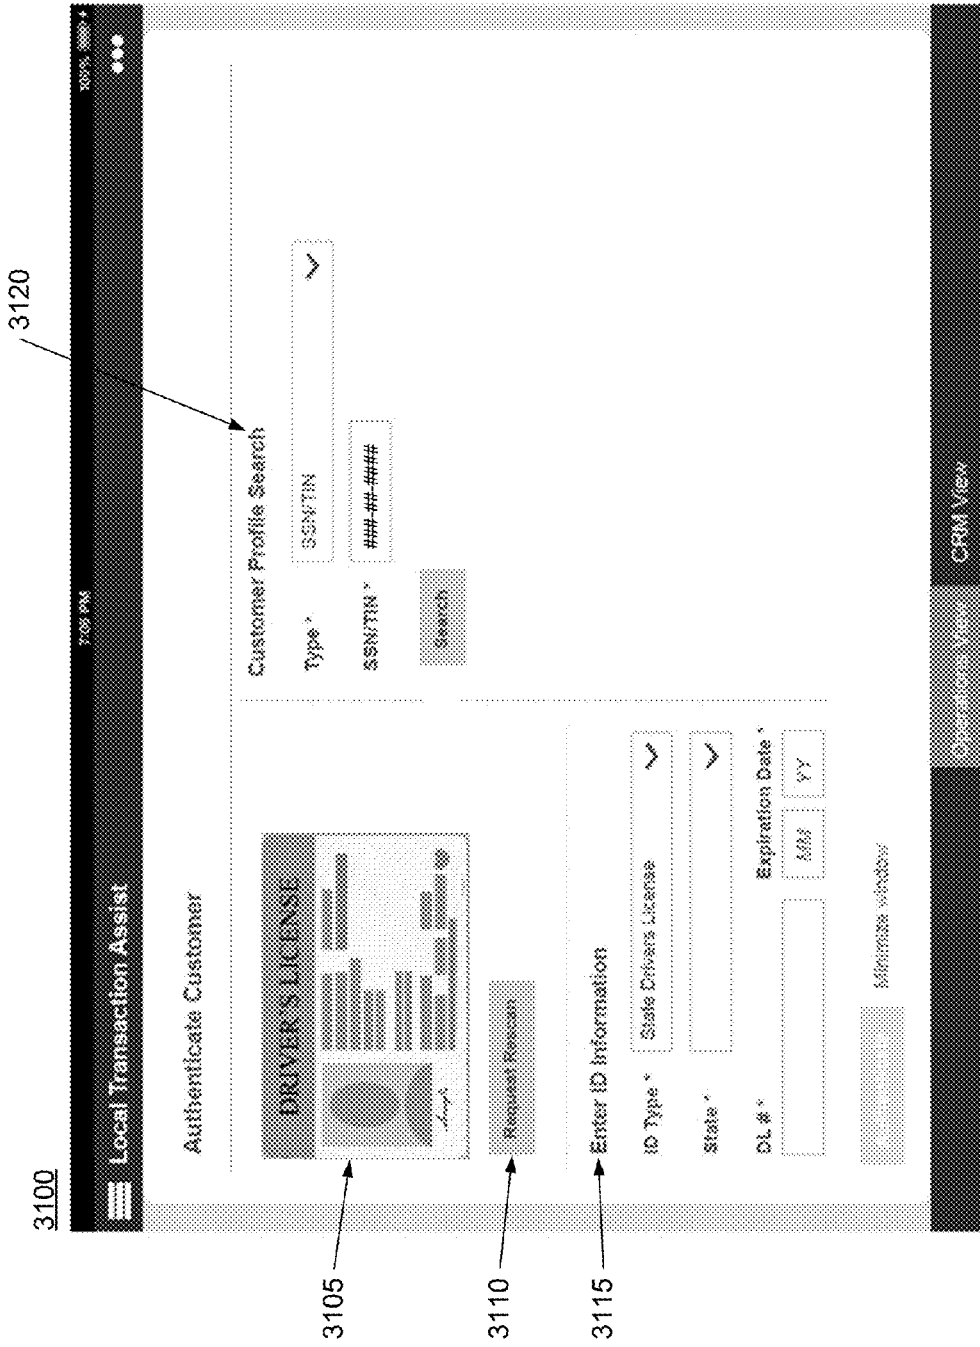 3100
3120
7:05 PM
Local Transaction Assist
Authenticate Customer
DRIVER'S LICENSE
3105
Request Rescan
3110
Enter ID Information
3115
ID Type *
State Drivers License
State *
DL # *
Expiration Date *
MM
YY
Minimize window
Customer Profile Search
Type *
SSN/TIN
SSN/TIN *
###-##-####
Search
Operations View
CRM View